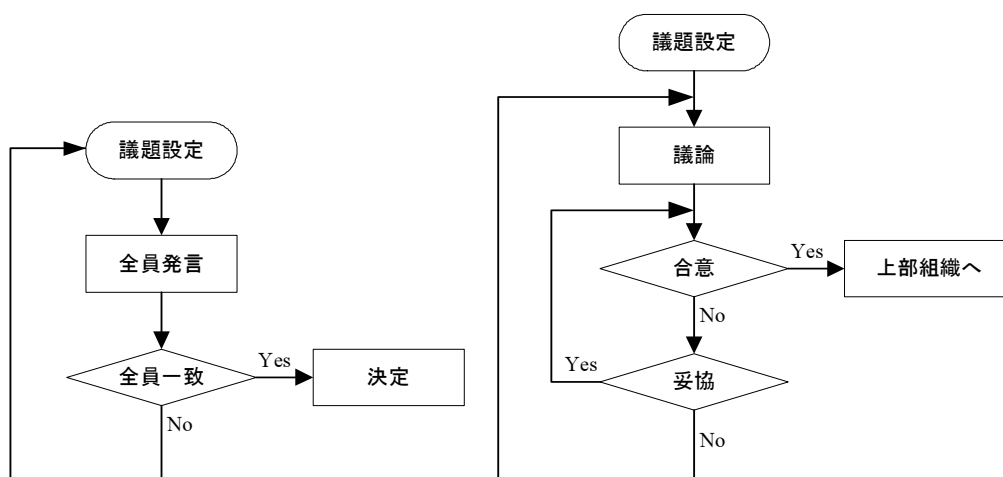 議題設定
全員発言
全員一致
Yes
決定
No
議題設定
議論
合意
Yes
上部組織へ
No
妥協
Yes
No